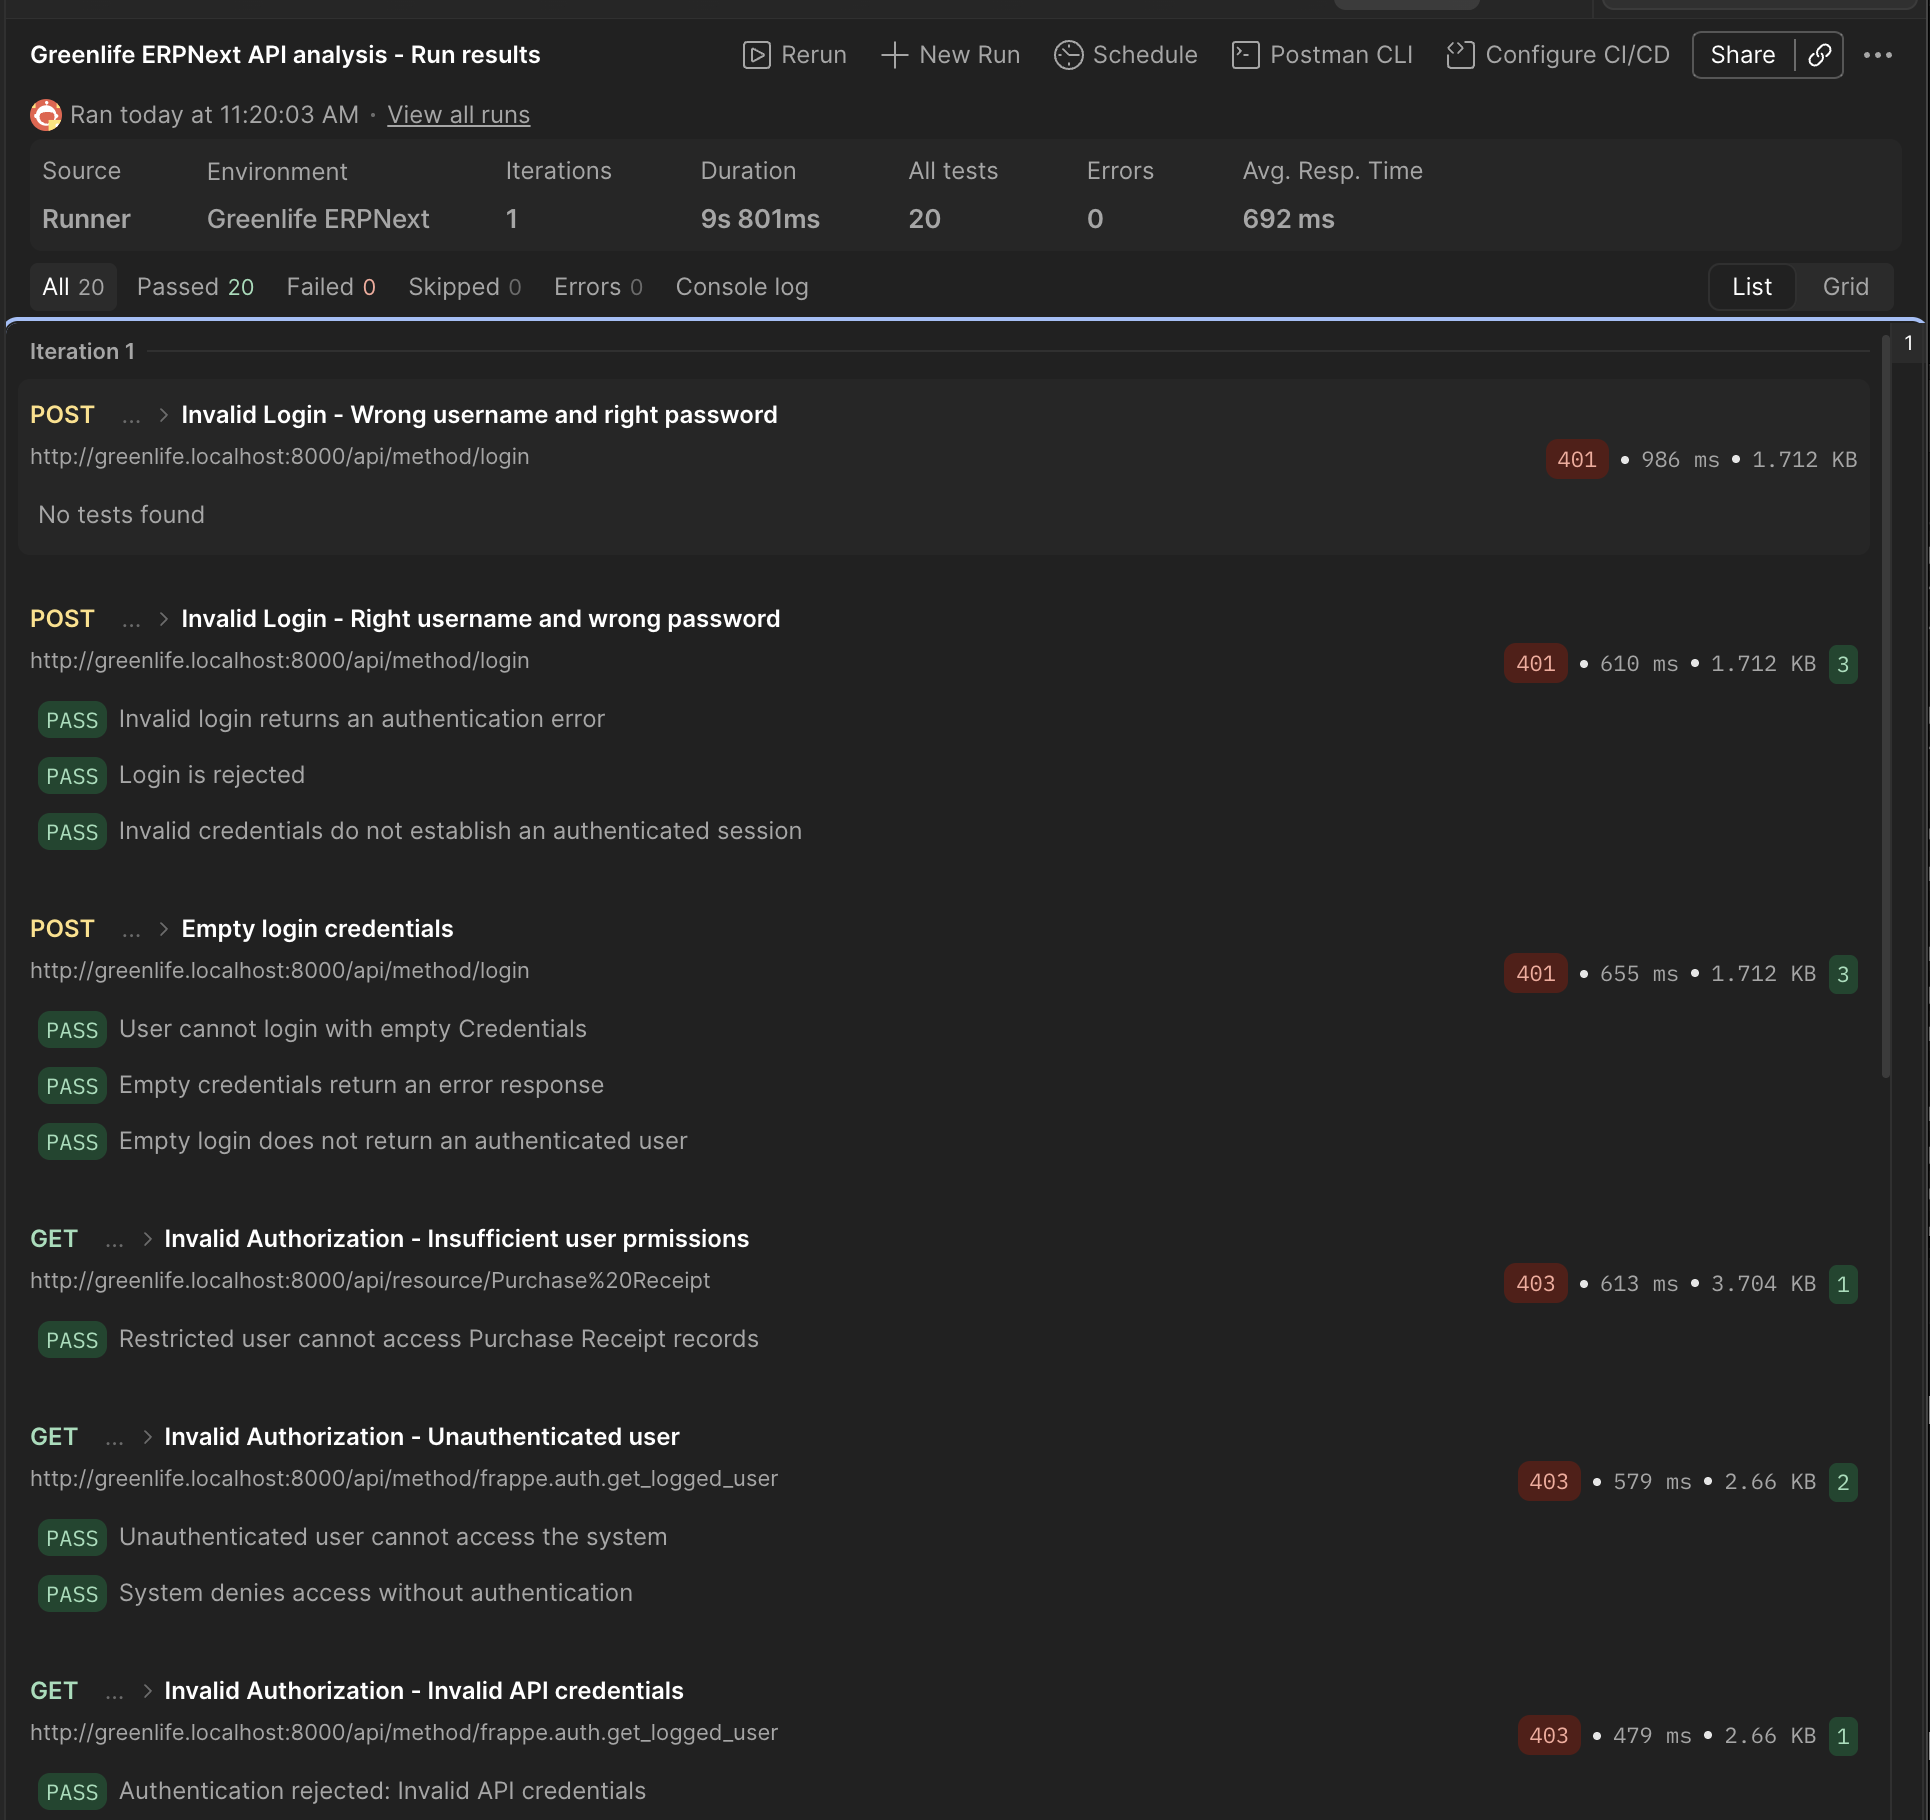 Greenlife ERPNext API analysis - Run results
Rerun
New Run
Schedule
Postman CLI
Configure CI/CD
Share
Ran today at 11:20:03 AM · View all runs
Source Environment Iterations Duration All tests Errors Avg. Resp. Time
Runner Greenlife ERPNext 1 9s 801ms 20 0 692 ms
All 20 Passed 20 Failed 0 Skipped 0 Errors 0 Console log
List Grid
Iteration 1
1
POST ... > Invalid Login - Wrong username and right password
http://greenlife.localhost:8000/api/method/login
401 • 986 ms • 1.712 KB
No tests found
POST ... > Invalid Login - Right username and wrong password
http://greenlife.localhost:8000/api/method/login
401 • 610 ms • 1.712 KB 3
PASS Invalid login returns an authentication error
PASS Login is rejected
PASS Invalid credentials do not establish an authenticated session
POST ... > Empty login credentials
http://greenlife.localhost:8000/api/method/login
401 • 655 ms • 1.712 KB 3
PASS User cannot login with empty Credentials
PASS Empty credentials return an error response
PASS Empty login does not return an authenticated user
GET ... > Invalid Authorization - Insufficient user prmissions
http://greenlife.localhost:8000/api/resource/Purchase%20Receipt
403 • 613 ms • 3.704 KB 1
PASS Restricted user cannot access Purchase Receipt records
GET ... > Invalid Authorization - Unauthenticated user
http://greenlife.localhost:8000/api/method/frappe.auth.get_logged_user
403 • 579 ms • 2.66 KB 2
PASS Unauthenticated user cannot access the system
PASS System denies access without authentication
GET ... > Invalid Authorization - Invalid API credentials
http://greenlife.localhost:8000/api/method/frappe.auth.get_logged_user
403 • 479 ms • 2.66 KB 1
PASS Authentication rejected: Invalid API credentials